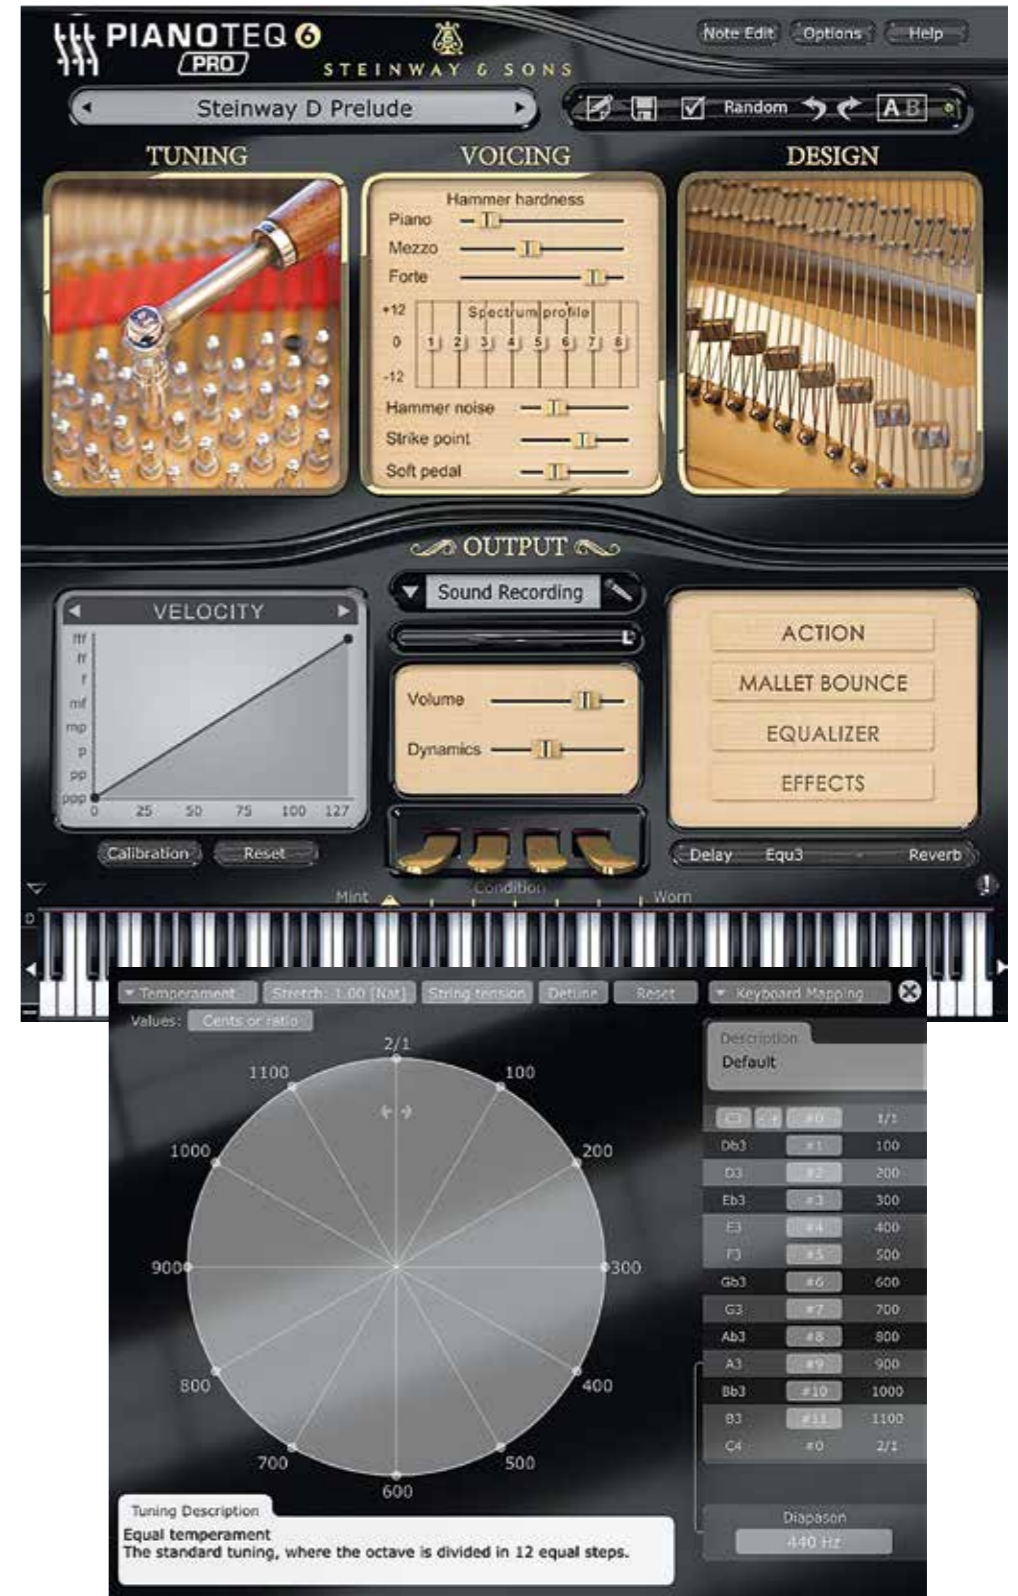 PIANOTEQ 6
PRO
STEINWAY & SONS
Note Edit Options Help
Steinway D Prelude
Random A B
TUNING VOICING DESIGN
Hammer hardness
Piano
Mezzo
Forte
+12 Spectrum profile
0 1 2 3 4 5 6 7 8
-12
Hammer noise
Strike point
Soft pedal
OUTPUT
Sound Recording
VELOCITY
fff
ff
f
mf
mp
p
pp
ppp
0 25 50 75 100 127
Calibration Reset
L
Volume
Dynamics
ACTION
MALLET BOUNCE
EQUALIZER
EFFECTS
Delay Equ3 - Reverb
Mint Condition Worn
!
D
Temperament Stretch: 1.00 [Nat] String tension Detune Reset Keyboard Mapping
Values: Cents or ratio
2/1
100
200
300
400
500
600
700
800
900
1000
1100
Description
Default
#0 1/1
Db3 #1 100
D3 #2 200
Eb3 #3 300
E3 #4 400
F3 #5 500
Gb3 #6 600
G3 #7 700
Ab3 #8 800
A3 #9 900
Bb3 #10 1000
B3 #11 1100
C4 #0 2/1
Diapason
440 Hz
Tuning Description
Equal temperament
The standard tuning, where the octave is divided in 12 equal steps.